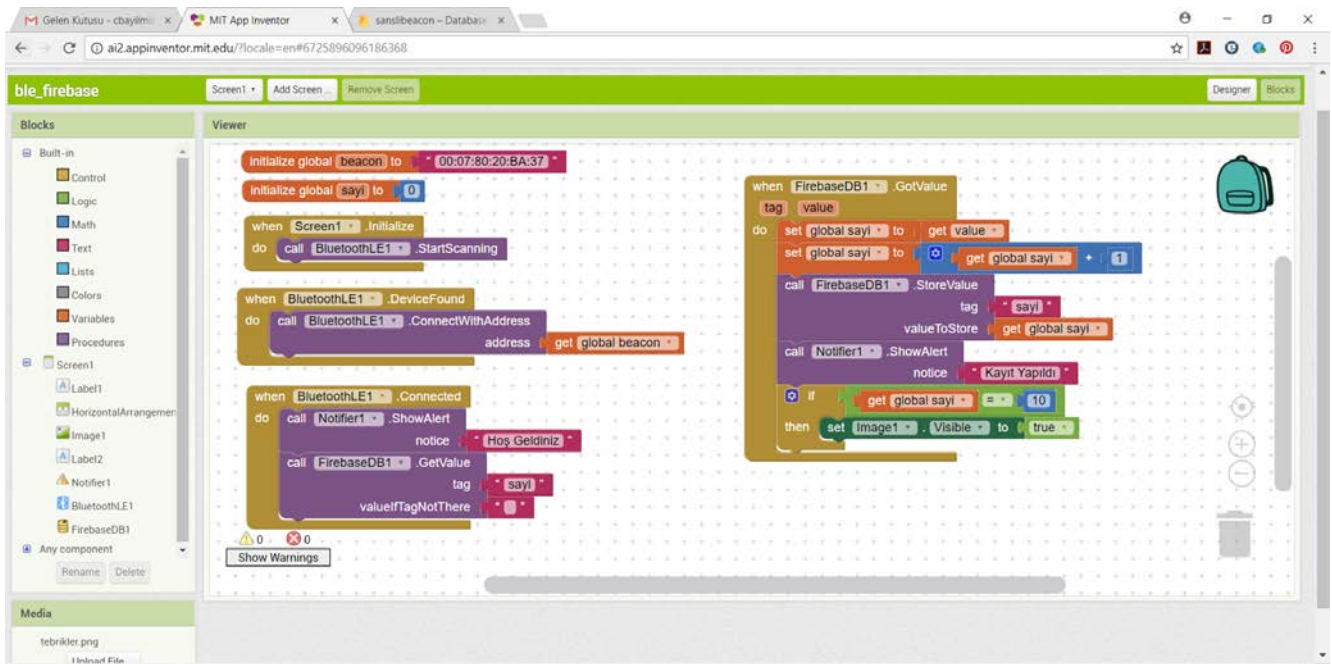 Gelen Kutusu - cbayilmı
MIT App Inventor
sanslibeacon – Database
ai2.appinventor.mit.edu/?locale=en#6725896096186368
ble_firebase
Screen1
Add Screen ...
Remove Screen
Designer
Blocks
Blocks
Viewer
Built-in
Control
Logic
Math
Text
Lists
Colors
Variables
Procedures
Screen1
Label1
HorizontalArrangemen
Image1
Label2
Notifier1
BluetoothLE1
FirebaseDB1
Any component
Rename Delete
Media
tebrikler.png
Upload File ...
initialize global beacon to " 00:07:80:20:BA:37 "
initialize global sayi to 0
when Screen1 .Initialize
do call BluetoothLE1 .StartScanning
when BluetoothLE1 .DeviceFound
do call BluetoothLE1 .ConnectWithAddress
address get global beacon
when BluetoothLE1 .Connected
do call Notifier1 .ShowAlert
notice " Hoş Geldiniz "
call FirebaseDB1 .GetValue
tag " sayi "
valueIfTagNotThere " "
0 0
Show Warnings
when FirebaseDB1 .GotValue
tag value
do set global sayi to get value
set global sayi to get global sayi + 1
call FirebaseDB1 .StoreValue
tag " sayi "
valueToStore get global sayi
call Notifier1 .ShowAlert
notice " Kayıt Yapıldı "
if get global sayi = 10
then set Image1 . Visible to true